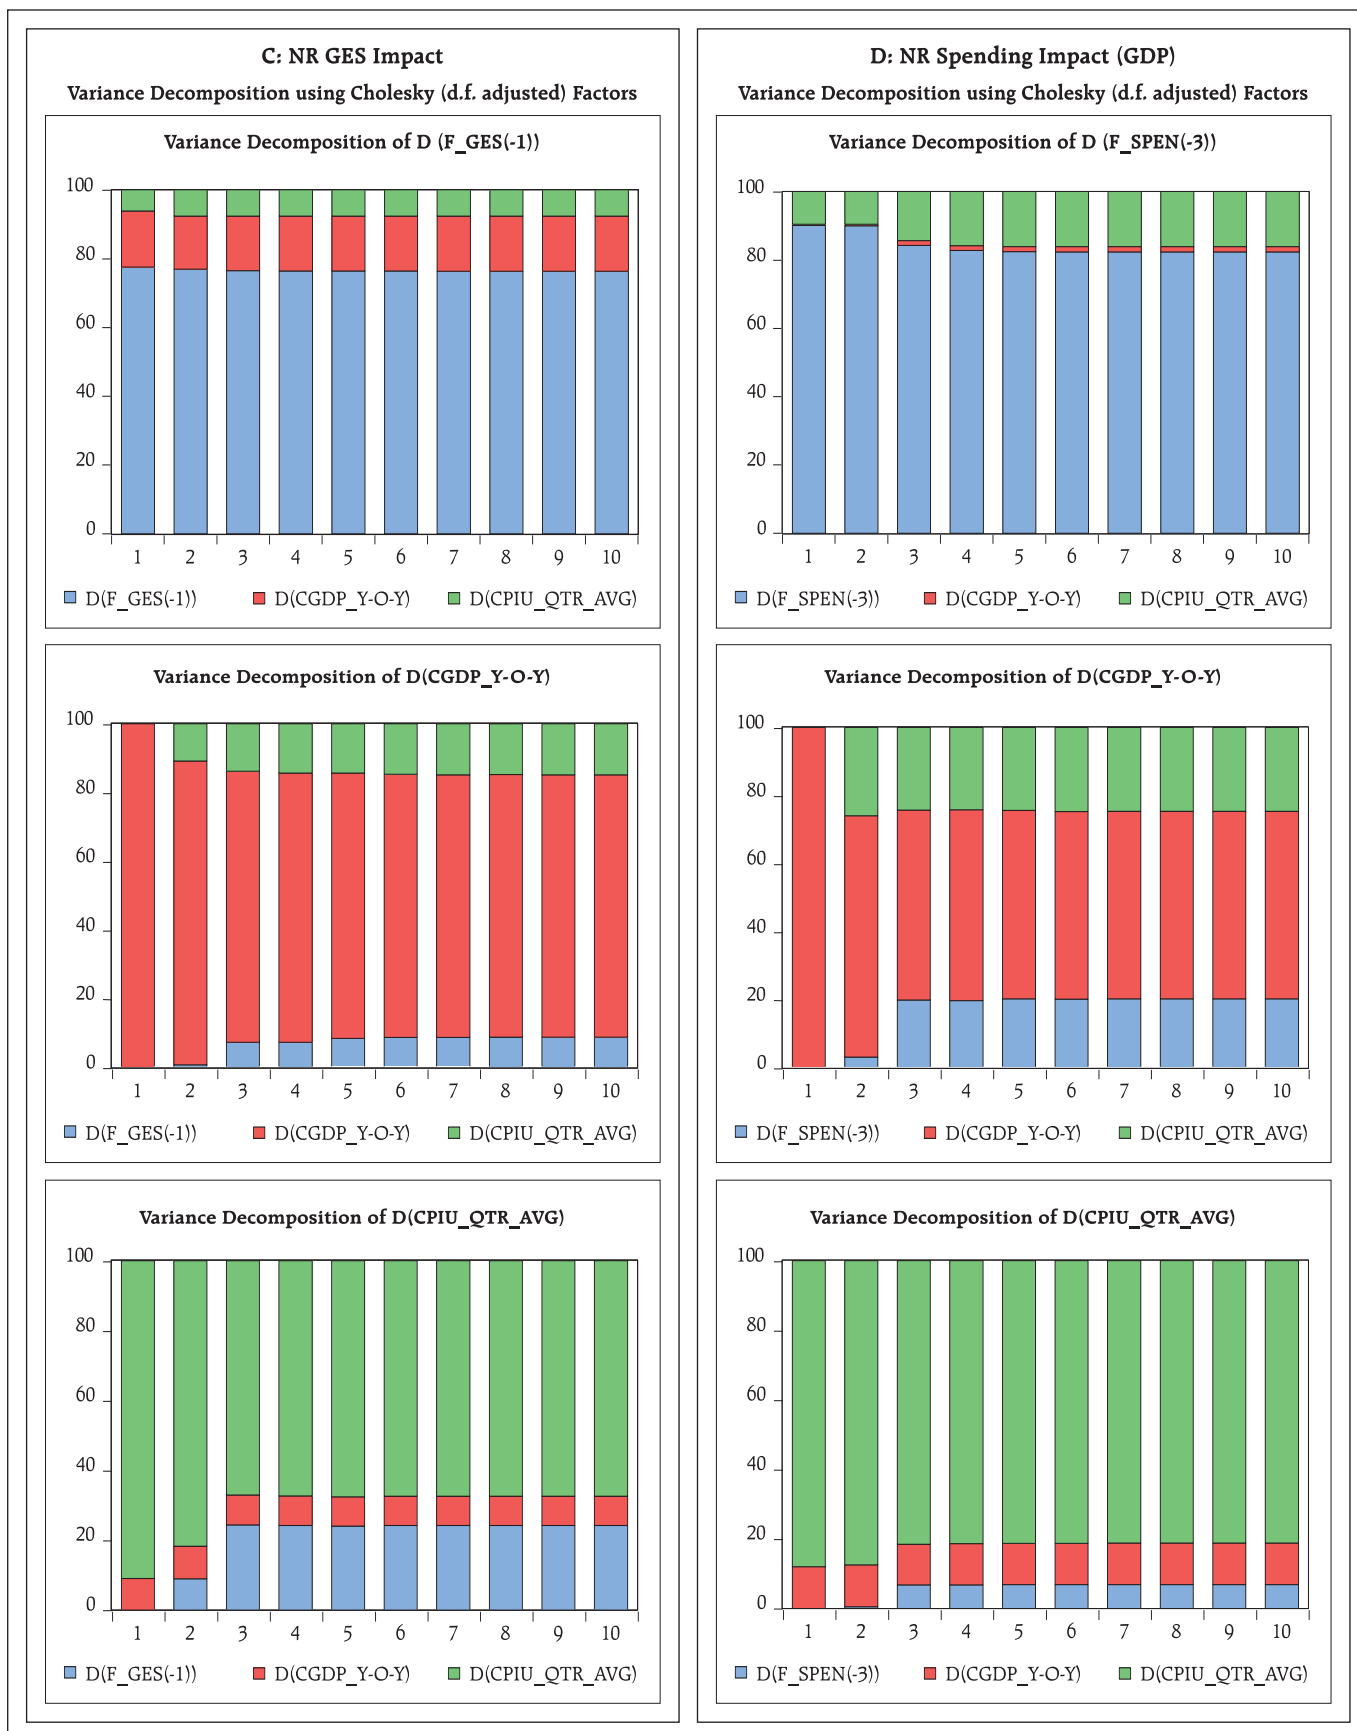 C: NR GES Impact
Variance Decomposition using Cholesky (d.f. adjusted) Factors
Variance Decomposition of D (F_GES(-1))
100
80
60
40
20
0
1 2 3 4 5 6 7 8 9 10
D(F_GES(-1)) D(CGDP_Y-O-Y) D(CPIU_QTR_AVG)
Variance Decomposition of D(CGDP_Y-O-Y)
100
80
60
40
20
0
1 2 3 4 5 6 7 8 9 10
D(F_GES(-1)) D(CGDP_Y-O-Y) D(CPIU_QTR_AVG)
Variance Decomposition of D(CPIU_QTR_AVG)
100
80
60
40
20
0
1 2 3 4 5 6 7 8 9 10
D(F_GES(-1)) D(CGDP_Y-O-Y) D(CPIU_QTR_AVG)
D: NR Spending Impact (GDP)
Variance Decomposition using Cholesky (d.f. adjusted) Factors
Variance Decomposition of D (F_SPEN(-3))
100
80
60
40
20
0
1 2 3 4 5 6 7 8 9 10
D(F_SPEN(-3)) D(CGDP_Y-O-Y) D(CPIU_QTR_AVG)
Variance Decomposition of D(CGDP_Y-O-Y)
100
80
60
40
20
0
1 2 3 4 5 6 7 8 9 10
D(F_SPEN(-3)) D(CGDP_Y-O-Y) D(CPIU_QTR_AVG)
Variance Decomposition of D(CPIU_QTR_AVG)
100
80
60
40
20
0
1 2 3 4 5 6 7 8 9 10
D(F_SPEN(-3)) D(CGDP_Y-O-Y) D(CPIU_QTR_AVG)